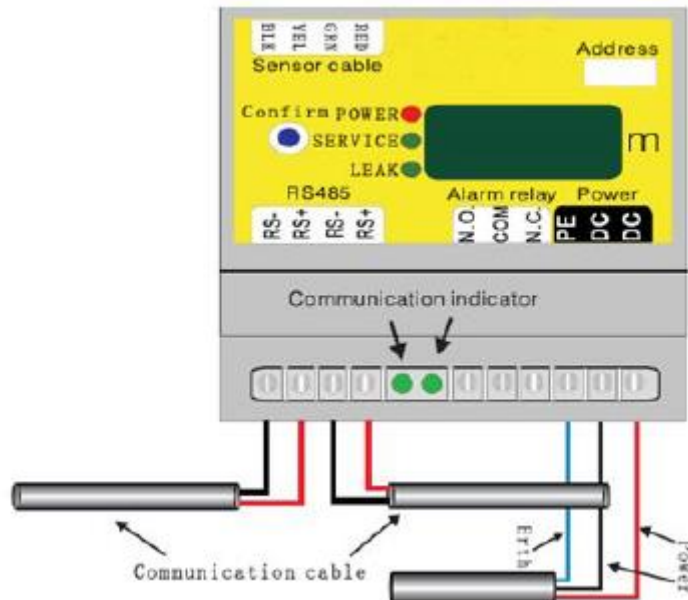 BLK YEL GRN RED
Sensor cable
Address
Confirm POWER
SERVICE
LEAK
m
RS485
Alarm relay Power
RS- RS+ RS- RS+ N.O. COM N.C. PE DC DC
Communication indicator
Communication cable
Erth
Power